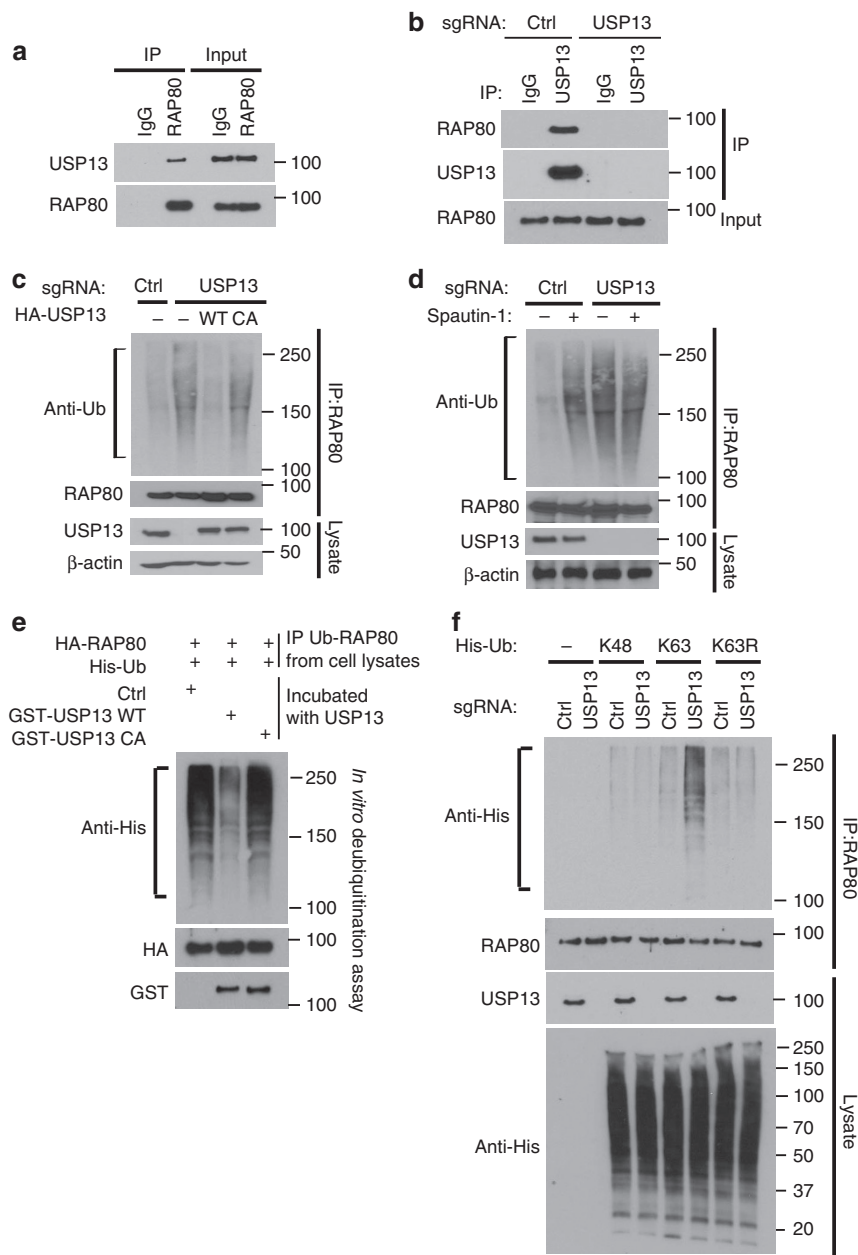 a
IP Input
IgG RAP80 IgG RAP80
USP13 100
RAP80 100
b
sgRNA: Ctrl USP13
IP: IgG USP13 IgG USP13
RAP80 100
USP13 100
IP
RAP80 100 Input
c
sgRNA: Ctrl USP13
HA-USP13 – – WT CA
Anti-Ub 250
150
100
RAP80 100
IP:RAP80
USP13 100
β-actin 50
Lysate
d
sgRNA: Ctrl USP13
Spautin-1: – + – +
Anti-Ub 250
150
100
RAP80 100
IP:RAP80
USP13 100
β-actin 50
Lysate
e
HA-RAP80 + + + IP Ub-RAP80
His-Ub + + + from cell lysates
Ctrl + Incubated
GST-USP13 WT + with USP13
GST-USP13 CA +
Anti-His 250
150
100
HA 100
GST 100
In vitro deubiquitination assay
f
His-Ub: – K48 K63 K63R
sgRNA: Ctrl USP13 Ctrl USP13 Ctrl USP13 Ctrl USP13
Anti-His 250
150
100
RAP80 100
IP:RAP80
USP13 100
Anti-His 250
150
100
70
50
37
20
Lysate